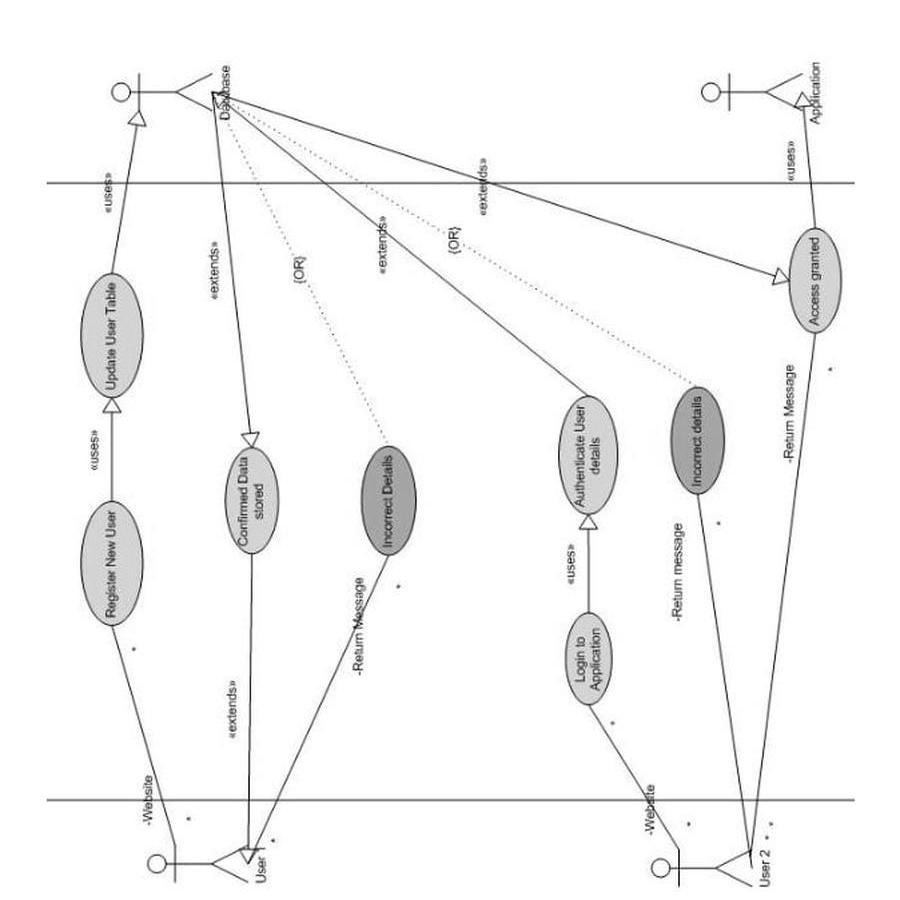 Database
Application
«uses»
«uses»
«extends»
«extends»
«extends»
{OR}
{OR}
Update User Table
Access granted
«uses»
-Return Message
*
Register New User
Confirmed Data
stored
Incorrect Details
Authenticate User
details
Incorrect details
«uses»
-Return message
*
-Return Message
*
*
Login to
Application
*
«extends»
-Website
*
-Website
*
*
*
*
User
User 2